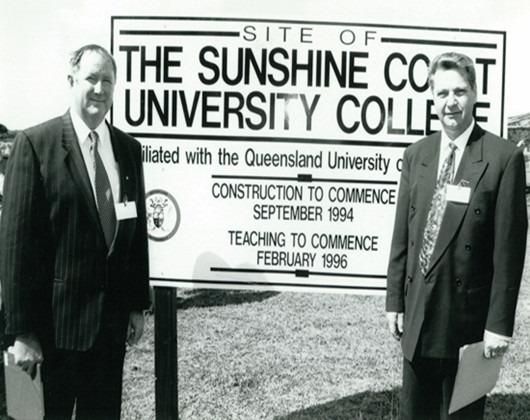 SITE OF
THE SUNSHINE CO T
UNIVERSITY COLLE E
iliated with the Queensland University o
CONSTRUCTION TO COMMENCE
SEPTEMBER 1994
TEACHING TO COMMENCE
FEBRUARY 1996